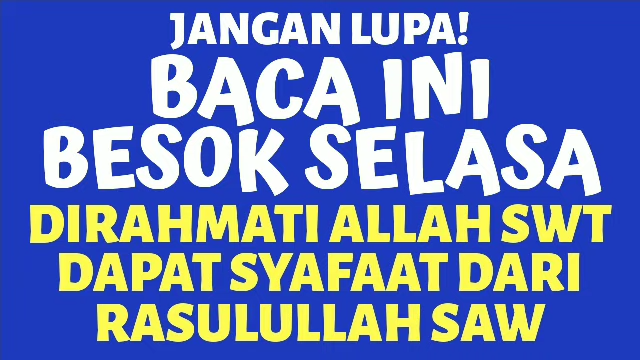 JANGAN LUPA!
BACA INI
BESOK SELASA
DIRAHMATI ALLAH SWT
DAPAT SYAFAAT DARI
RASULULLAH SAW